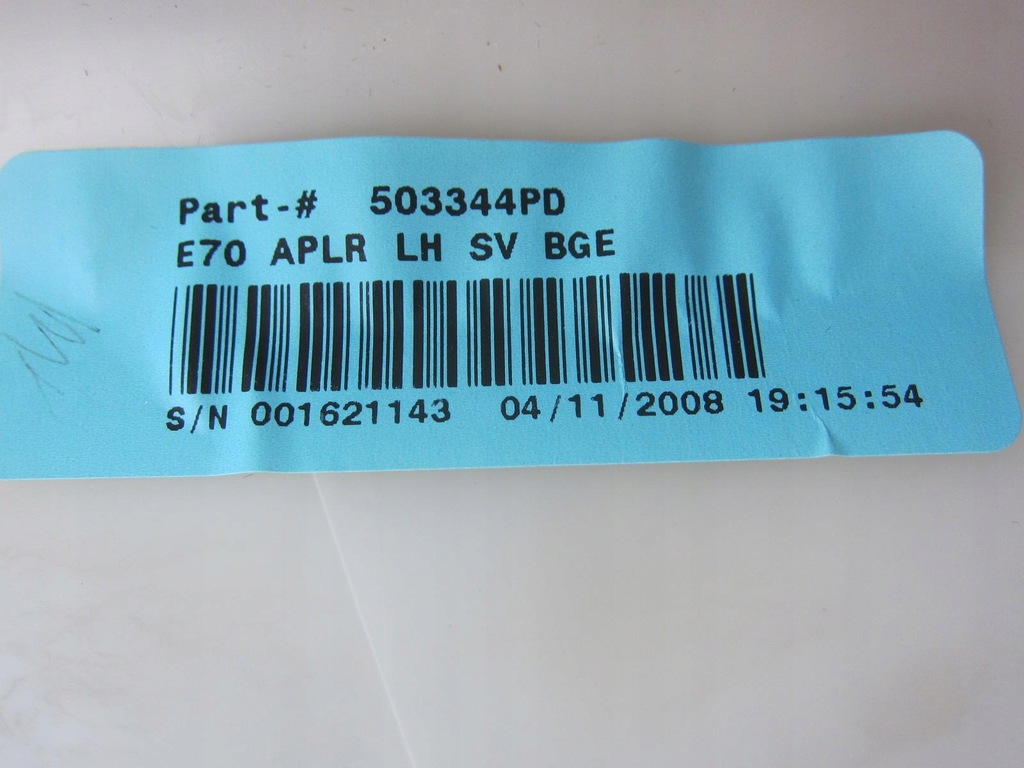 Part-# 503344PD
E70 APLR LH SV BGE
S/N 001621143 04/11/2008 19:15:54